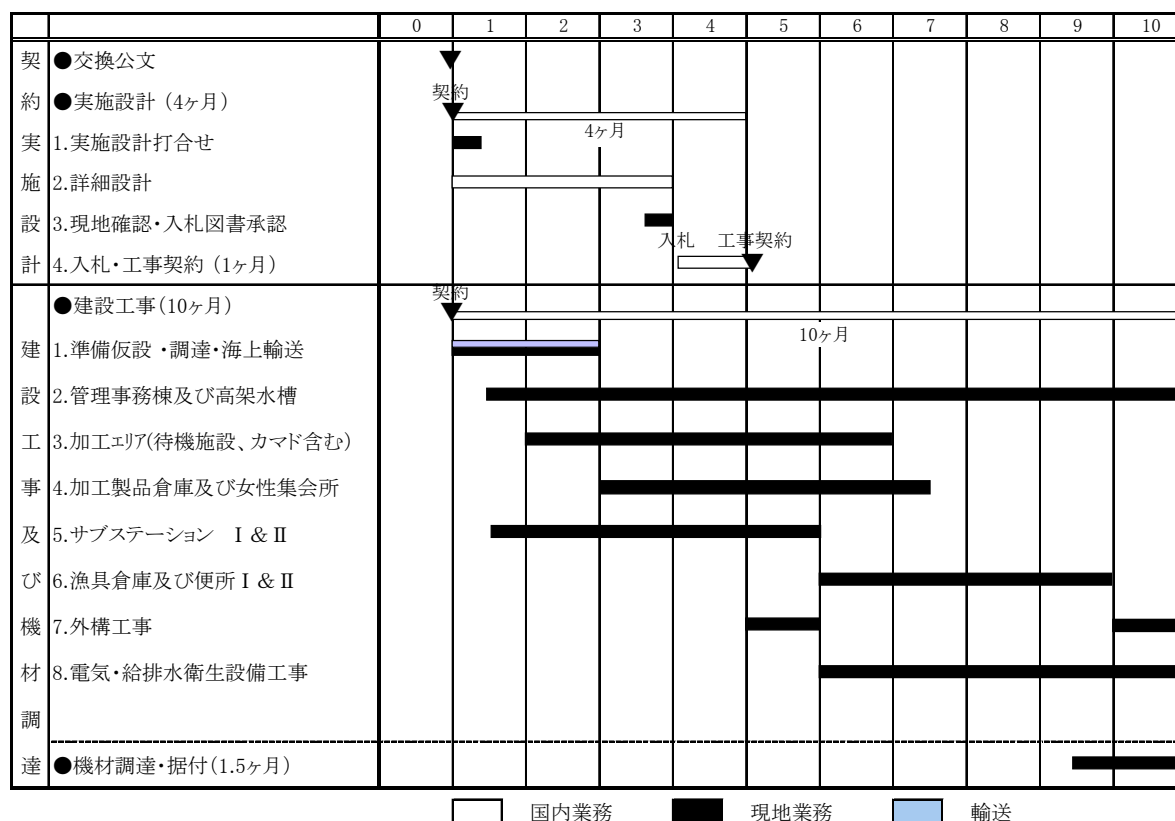 0 1 2 3 4 5 6 7 8 9 10
契 ●交換公文
契約
約 ●実施設計 (4ヶ月)
4ヶ月
実 1.実施設計打合せ
施 2.詳細設計
設 3.現地確認・入札図書承認
入札 工事契約
計 4.入札・工事契約 (1ヶ月)
契約
●建設工事(10ヶ月)
10ヶ月
建 1.準備仮設・調達・海上輸送
設 2.管理事務棟及び高架水槽
工 3.加工エリア(待機施設、カマド含む)
事 4.加工製品倉庫及び女性集会所
及 5.サブステーション Ⅰ&Ⅱ
び 6.漁具倉庫及び便所Ⅰ&Ⅱ
機 7.外構工事
材 8.電気・給排水衛生設備工事
調
達 ●機材調達・据付(1.5ヶ月)
国内業務 現地業務 輸送